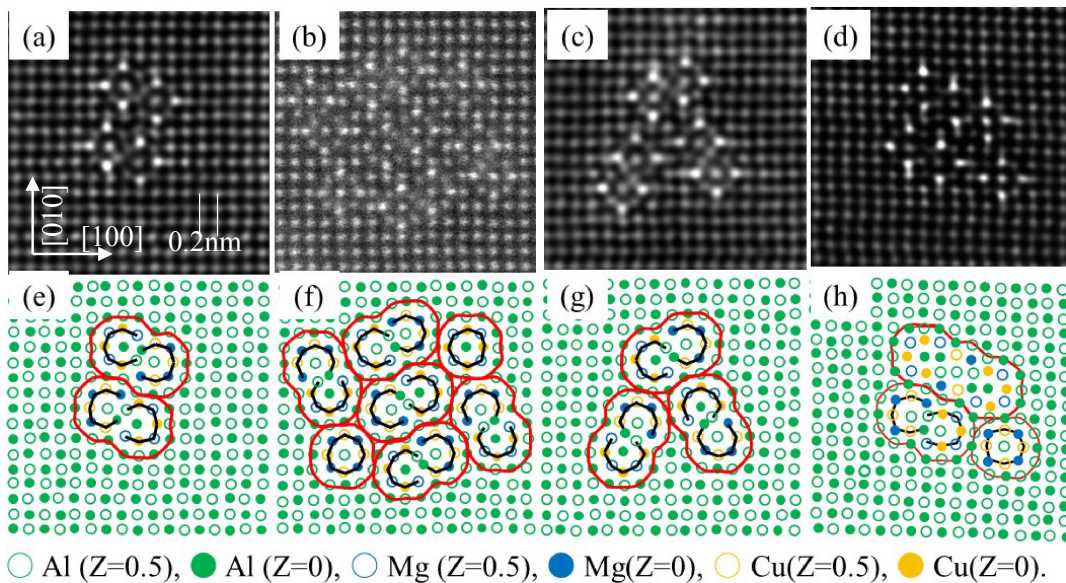 (a) (b) (c) (d)
[010]
[100] 0.2nm
(e) (f) (g) (h)
Al (Z=0.5), Al (Z=0), Mg (Z=0.5), Mg(Z=0), Cu(Z=0.5) Cu(Z=0).